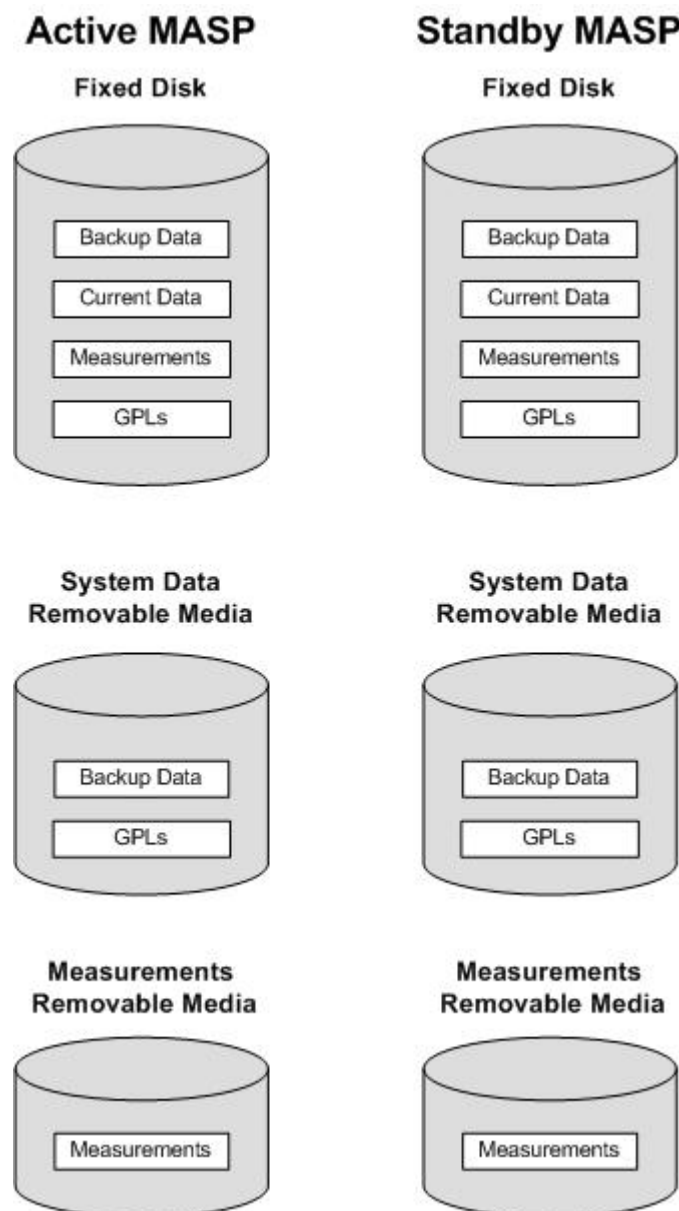 Active MASP
Standby MASP
Fixed Disk
Fixed Disk
Backup Data
Backup Data
Current Data
Current Data
Measurements
Measurements
GPLs
GPLs
System Data
Removable Media
System Data
Removable Media
Backup Data
Backup Data
GPLs
GPLs
Measurements
Removable Media
Measurements
Removable Media
Measurements
Measurements